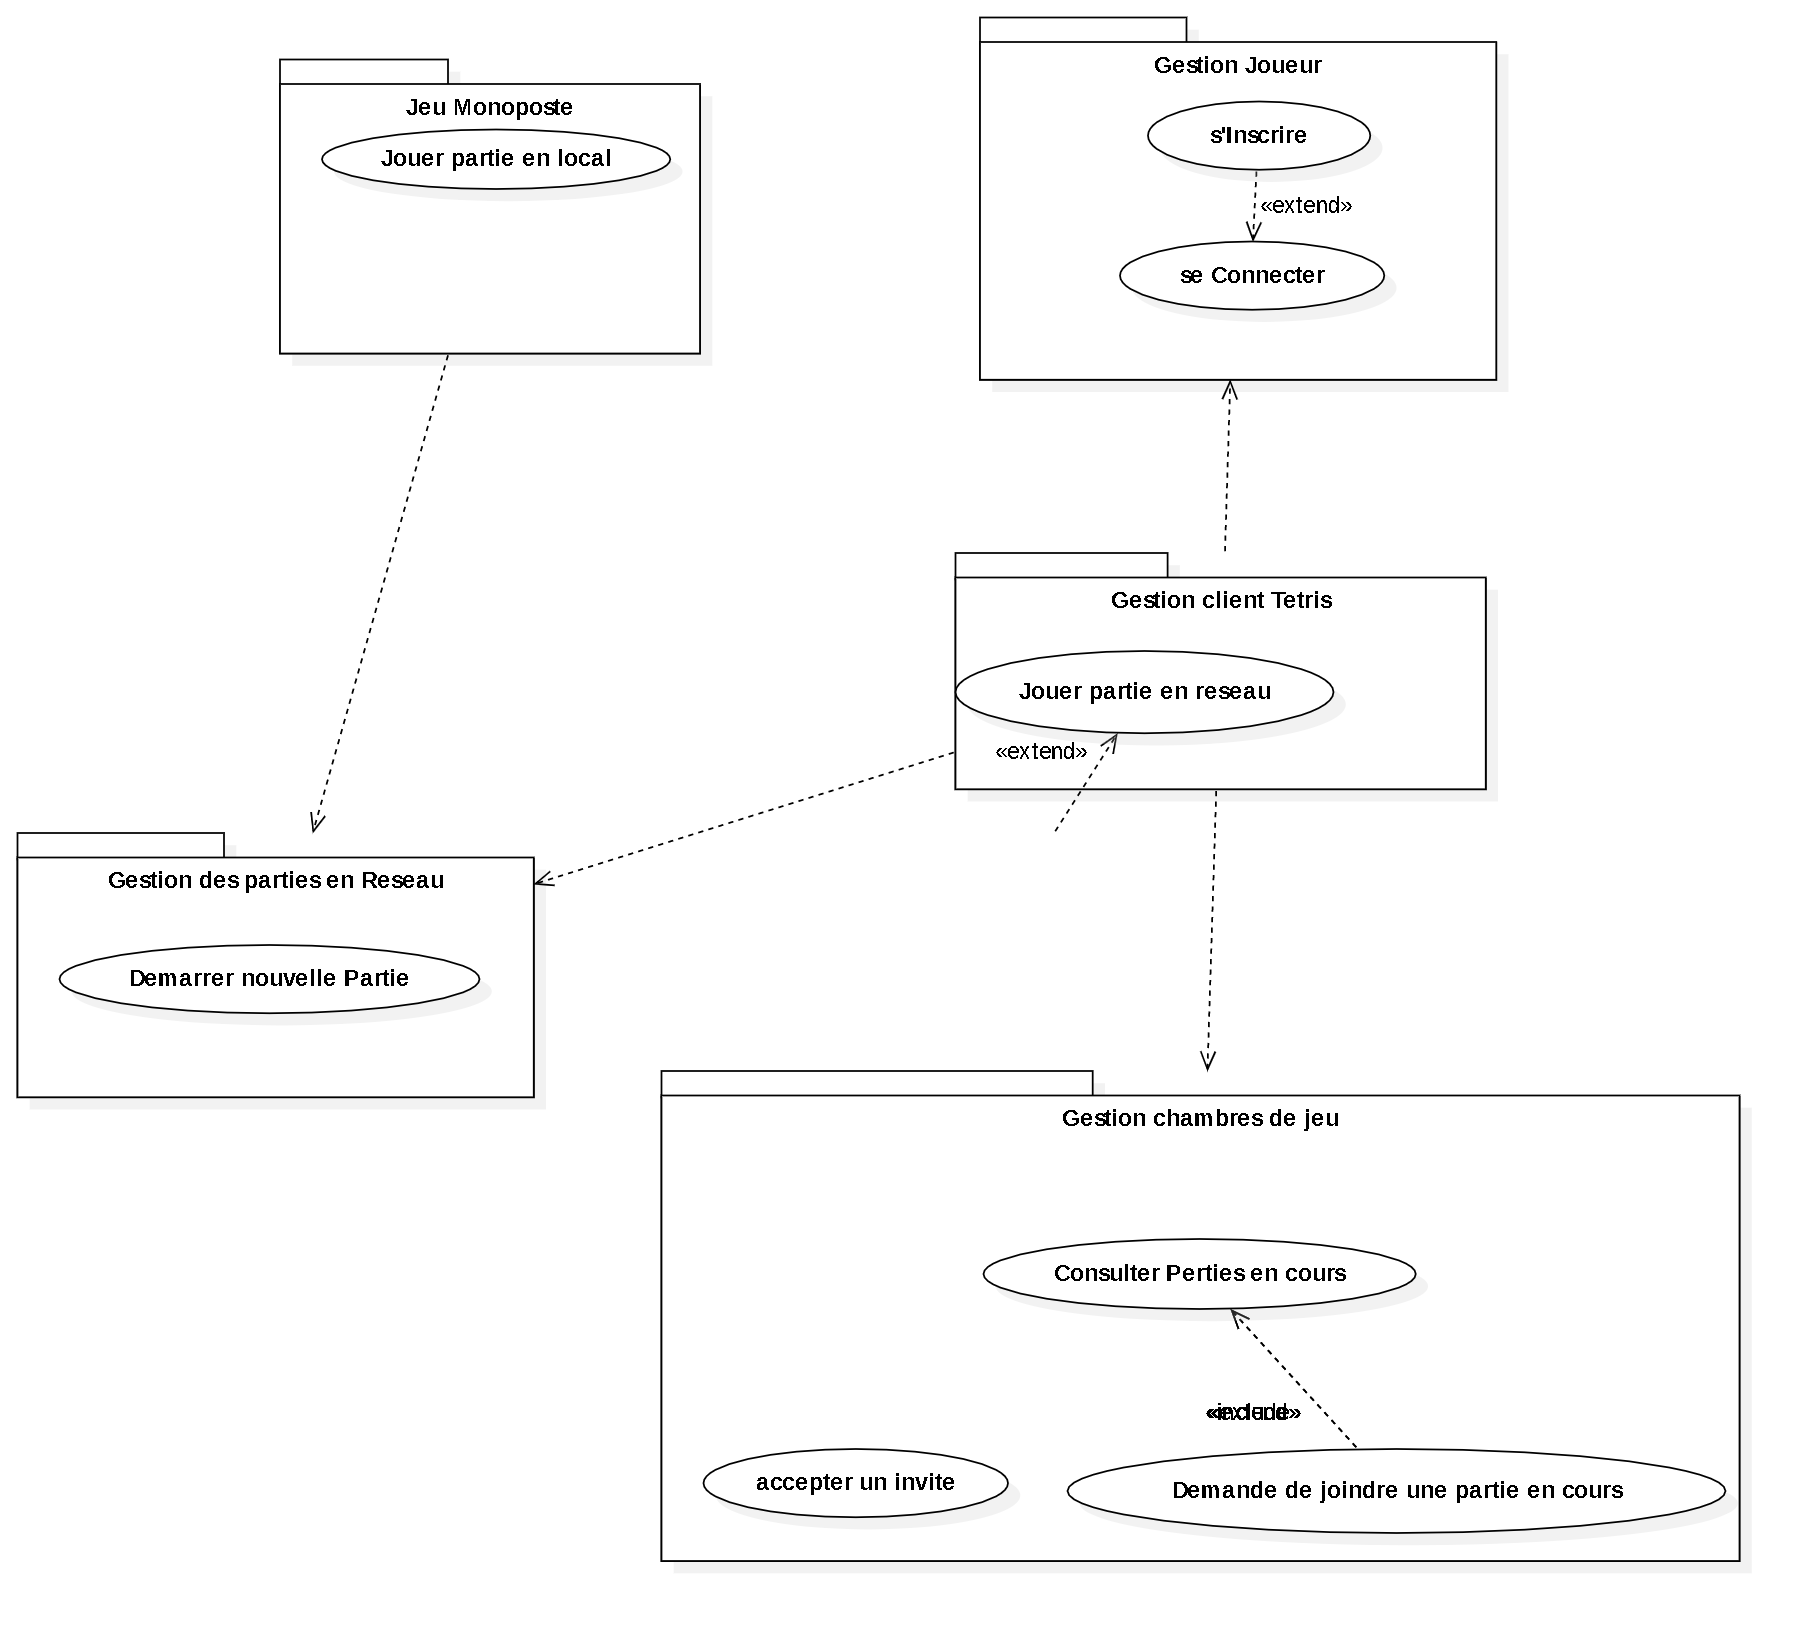 Gestion Joueur
s'Inscrire
«extend»
se Connecter
Jeu Monoposte
Jouer partie en local
Gestion client Tetris
Jouer partie en reseau
«extend»
Gestion des parties en Reseau
Demarrer nouvelle Partie
Gestion chambres de jeu
Consulter Perties en cours
«include»
«extend»
accepter un invite
Demande de joindre une partie en cours